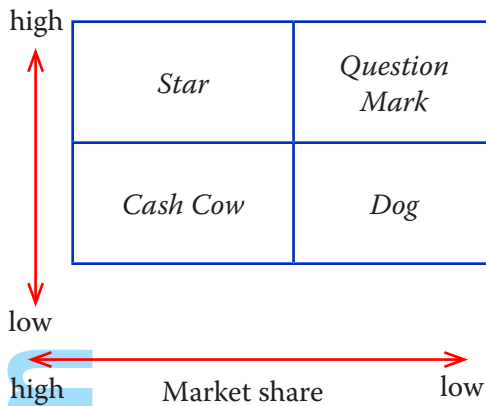 high
Star
Question
Mark
Cash Cow
Dog
low
high
Market share
low